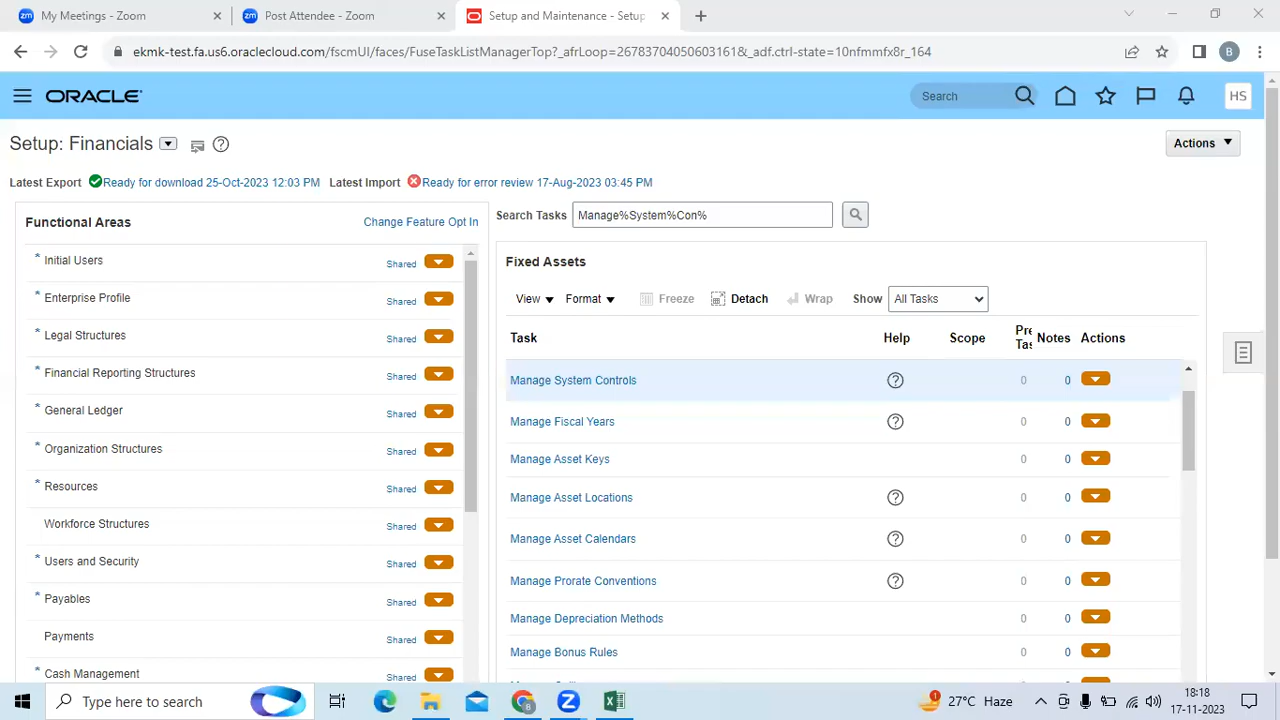 My Meetings - Zoom
Post Attendee - Zoom
Setup and Maintenance - Setup
ekmk-test.fa.us6.oraclecloud.com/fscmUI/faces/FuseTaskListManagerTop?_afrLoop=2678370405060316 1&_adf.ctrl-state=10nfmmfx8r_164
B
ORACLE
Search
HS
Setup: Financials
Actions
Latest Export Ready for download 25-Oct-2023 12:03 PM Latest Import Ready for error review 17-Aug-2023 03:45 PM
Functional Areas Change Feature Opt In
Search Tasks Manage%System%Con%
* Initial Users Shared
* Enterprise Profile Shared
* Legal Structures Shared
* Financial Reporting Structures Shared
* General Ledger Shared
* Organization Structures Shared
* Resources Shared
Workforce Structures Shared
* Users and Security Shared
* Payables Shared
Payments Shared
* Cash Management Shared
Fixed Assets
View Format Freeze Detach Wrap Show All Tasks
Task Help Scope Pre Tas Notes Actions
Manage System Controls 0 0
Manage Fiscal Years 0 0
Manage Asset Keys 0 0
Manage Asset Locations 0 0
Manage Asset Calendars 0 0
Manage Prorate Conventions 0 0
Manage Depreciation Methods 0 0
Manage Bonus Rules 0 0
Type here to search
1
27°C Haze
18:18
17-11-2023